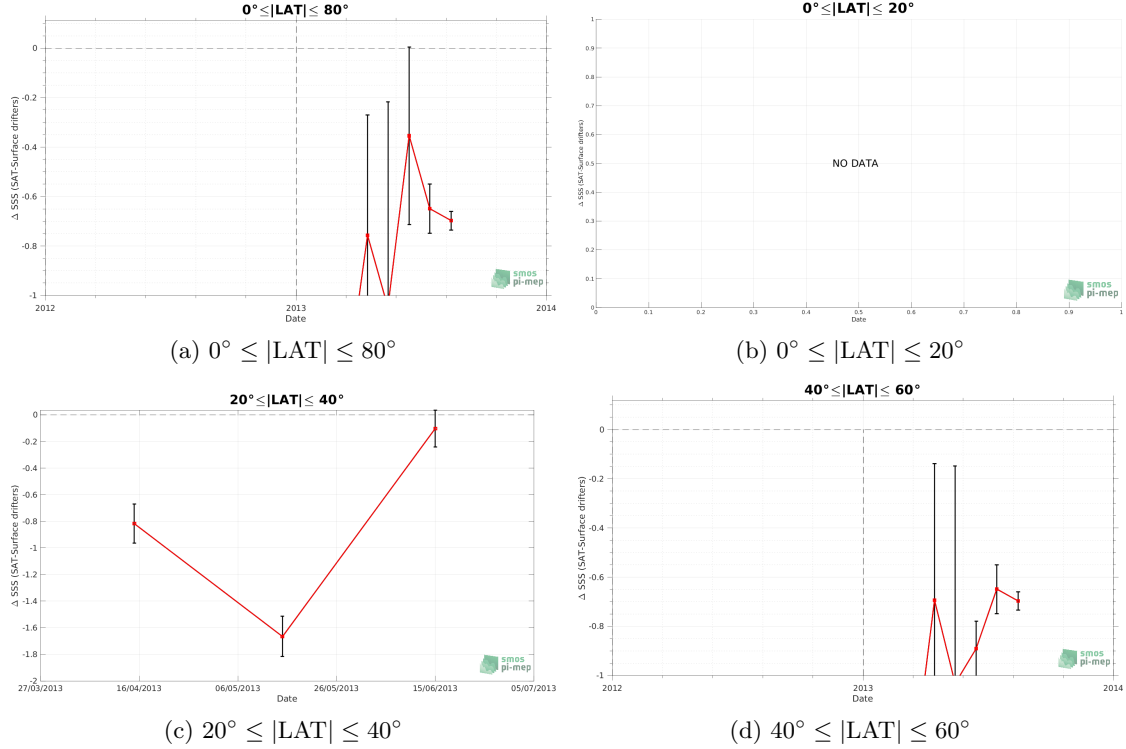 0°≤|LAT|≤ 80°
Δ SSS (SAT-Surface drifters)
0
-0.2
-0.4
-0.6
-0.8
-1
2012
2013
2014
Date
smos
pi-mep
(a) 0° ≤ |LAT| ≤ 80°
0°≤|LAT|≤ 20°
Δ SSS (SAT-Surface drifters)
1
0.9
0.8
0.7
0.6
0.5
0.4
0.3
0.2
0.1
0
NO DATA
0
0.1
0.2
0.3
0.4
0.5
0.6
0.7
0.8
0.9
1
Date
smos
pi-mep
(b) 0° ≤ |LAT| ≤ 20°
20°≤|LAT|≤ 40°
Δ SSS (SAT-Surface drifters)
0
-0.2
-0.4
-0.6
-0.8
-1
-1.2
-1.4
-1.6
-1.8
-2
27/03/2013
16/04/2013
06/05/2013
26/05/2013
15/06/2013
05/07/2013
Date
smos
pi-mep
(c) 20° ≤ |LAT| ≤ 40°
40°≤|LAT|≤ 60°
Δ SSS (SAT-Surface drifters)
0
-0.2
-0.4
-0.6
-0.8
-1
2012
2013
2014
Date
smos
pi-mep
(d) 40° ≤ |LAT| ≤ 60°